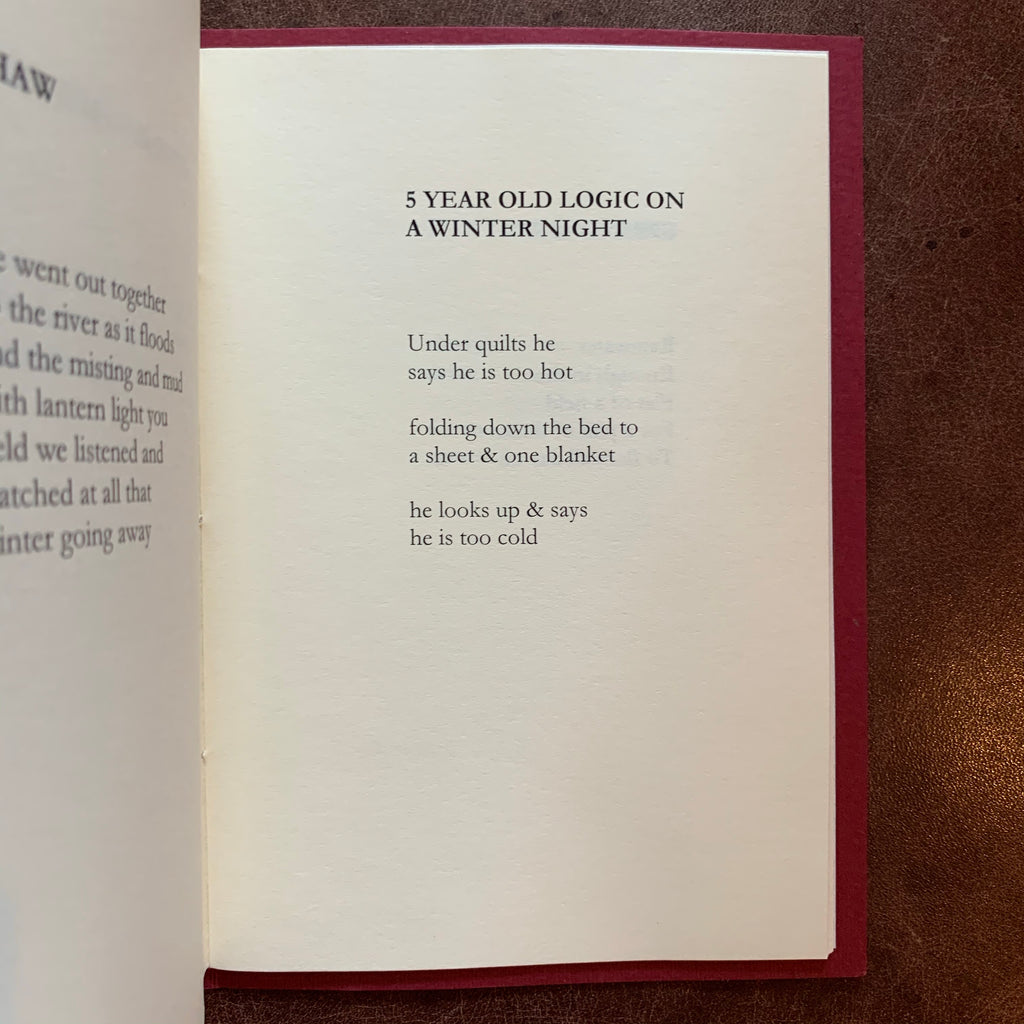 HAW
went out together
the river as it floods
the misting and mud
lantern light you
we listened and
at all that
going away
5 YEAR OLD LOGIC ON
A WINTER NIGHT
Under quilts he
says he is too hot
folding down the bed to
a sheet & one blanket
he looks up & says
he is too cold